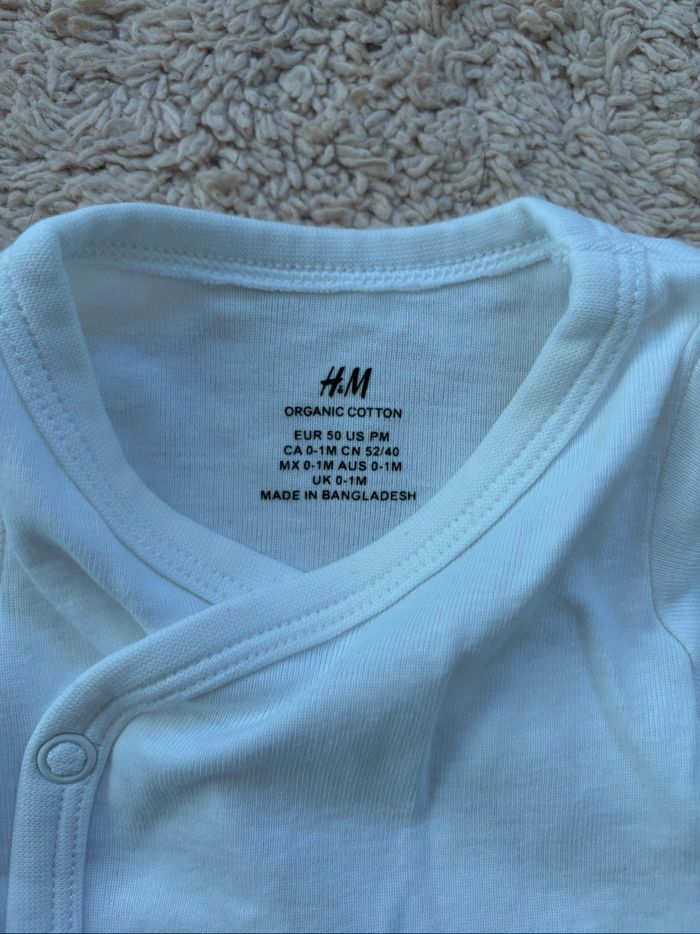 H&M
ORGANIC COTTON
EUR 50 US PM
CA 0-1M CN 52/40
MX 0-1M AUS 0-1M
UK 0-1M
MADE IN BANGLADESH